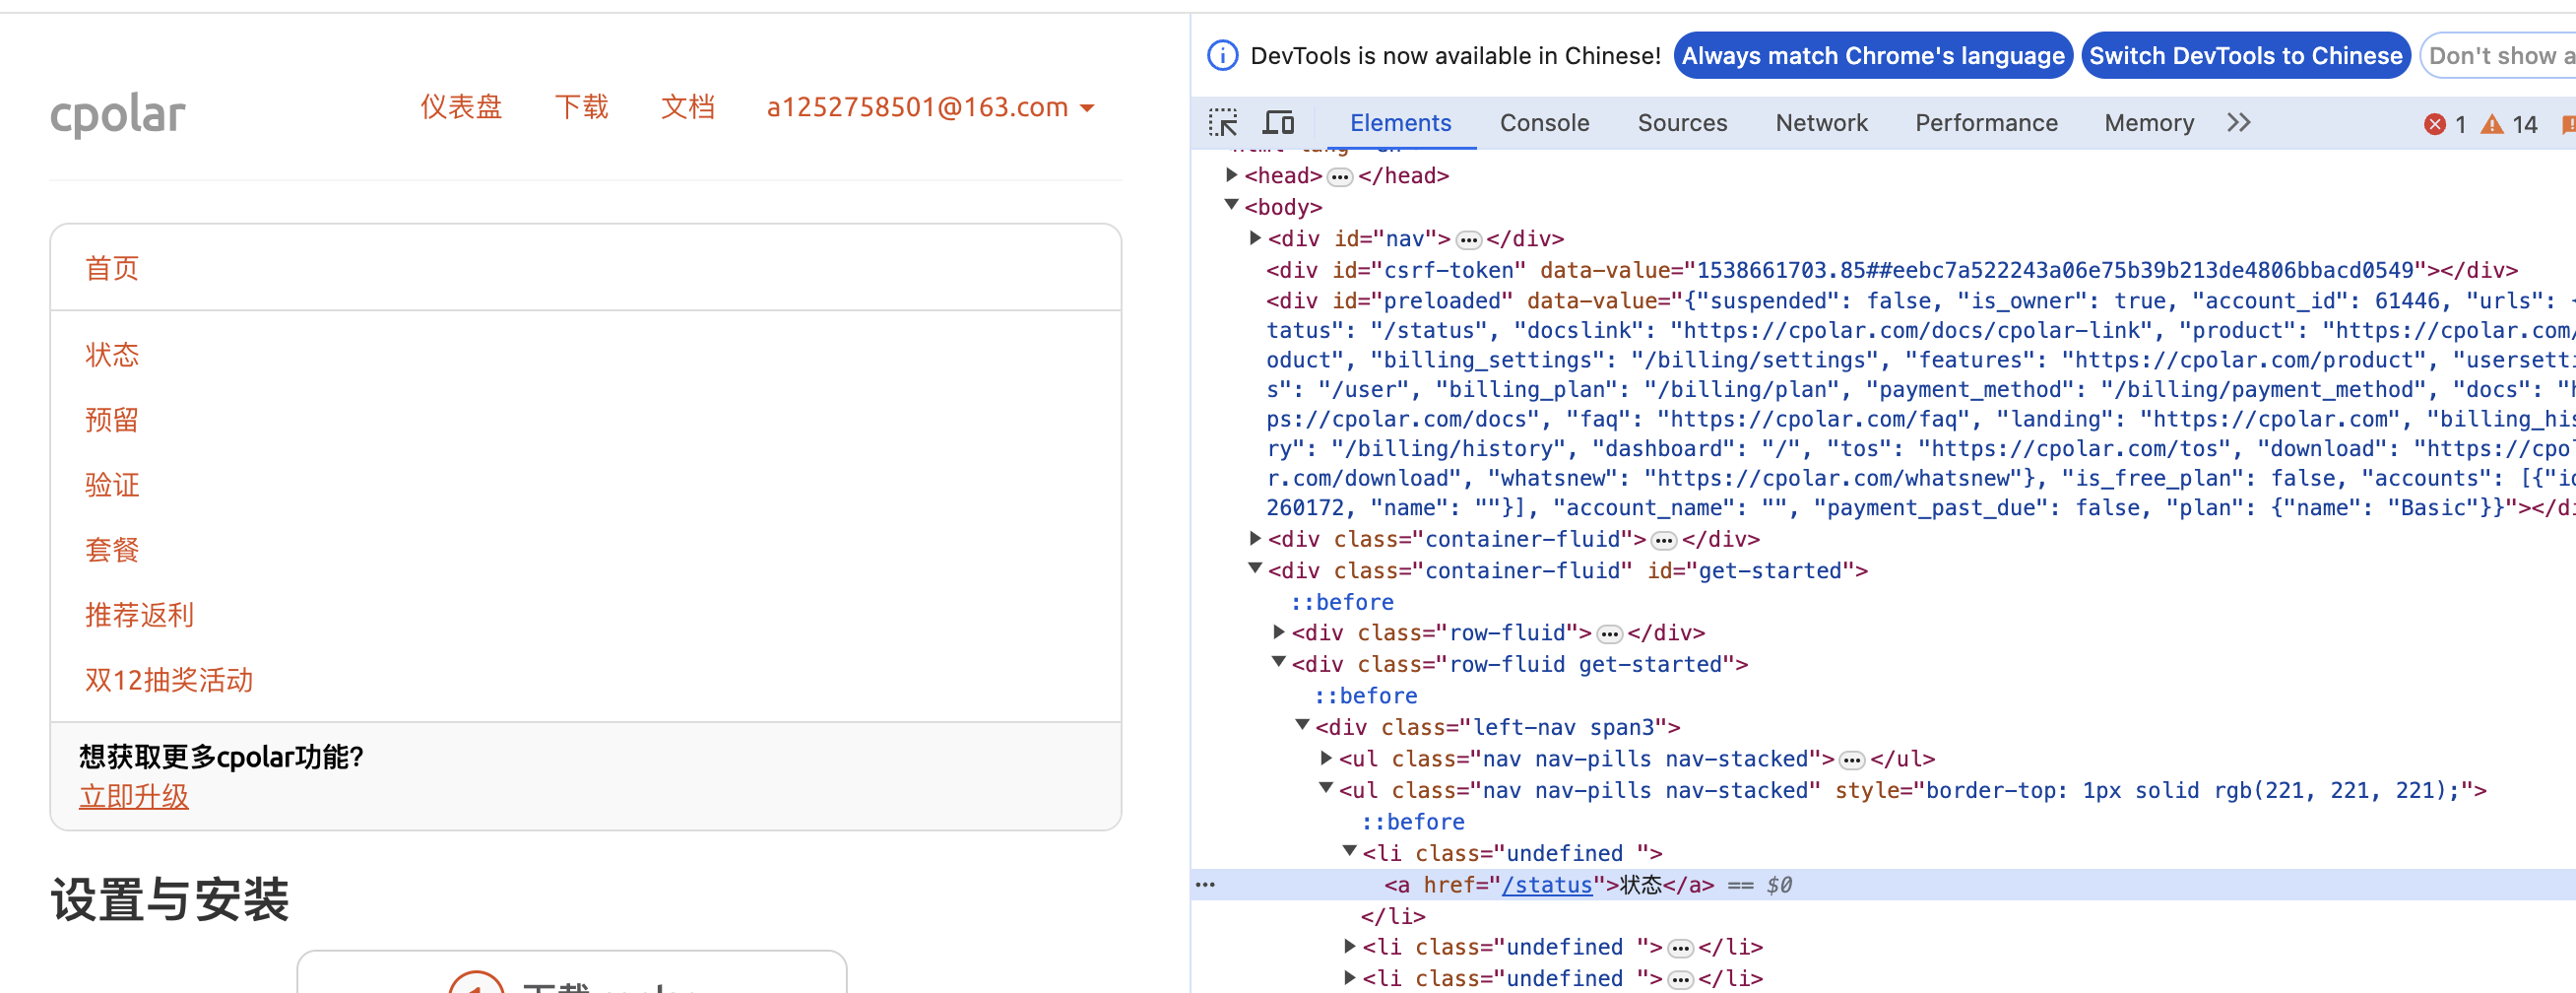 cpolar
仪表盘 下载 文档 a1252758501@163.com
首页
状态
预留
验证
套餐
推荐返利
双12抽奖活动
想获取更多cpolar功能?
立即升级
设置与安装
DevTools is now available in Chinese! Always match Chrome's language Switch DevTools to Chinese Don't show a
Elements Console Sources Network Performance Memory 1 14
<head>…</head>
<body>
<div id="nav">…</div>
<div id="csrf-token" data-value="1538661703.85##eebc7a522243a06e75b39b213de4806bbacd0549"></div>
<div id="preloaded" data-value="{"suspended": false, "is_owner": true, "account_id": 61446, "urls": {
tatus": "/status", "docslink": "https://cpolar.com/docs/cpolar-link", "product": "https://cpolar.com/
oduct", "billing_settings": "/billing/settings", "features": "https://cpolar.com/product", "usersetti
s": "/user", "billing_plan": "/billing/plan", "payment_method": "/billing/payment_method", "docs": "h
ps://cpolar.com/docs", "faq": "https://cpolar.com/faq", "landing": "https://cpolar.com", "billing_his
ry": "/billing/history", "dashboard": "/", "tos": "https://cpolar.com/tos", "download": "https://cpo
r.com/download", "whatsnew": "https://cpolar.com/whatsnew"}, "is_free_plan": false, "accounts": [{"id
260172, "name": ""}], "account_name": "", "payment_past_due": false, "plan": {"name": "Basic"}}"></di
<div class="container-fluid">…</div>
<div class="container-fluid" id="get-started">
::before
<div class="row-fluid">…</div>
<div class="row-fluid get-started">
::before
<div class="left-nav span3">
<ul class="nav nav-pills nav-stacked">…</ul>
<ul class="nav nav-pills nav-stacked" style="border-top: 1px solid rgb(221, 221, 221);">
::before
<li class="undefined ">
<a href="/status">状态</a> == $0
</li>
<li class="undefined ">…</li>
<li class="undefined ">…</li>